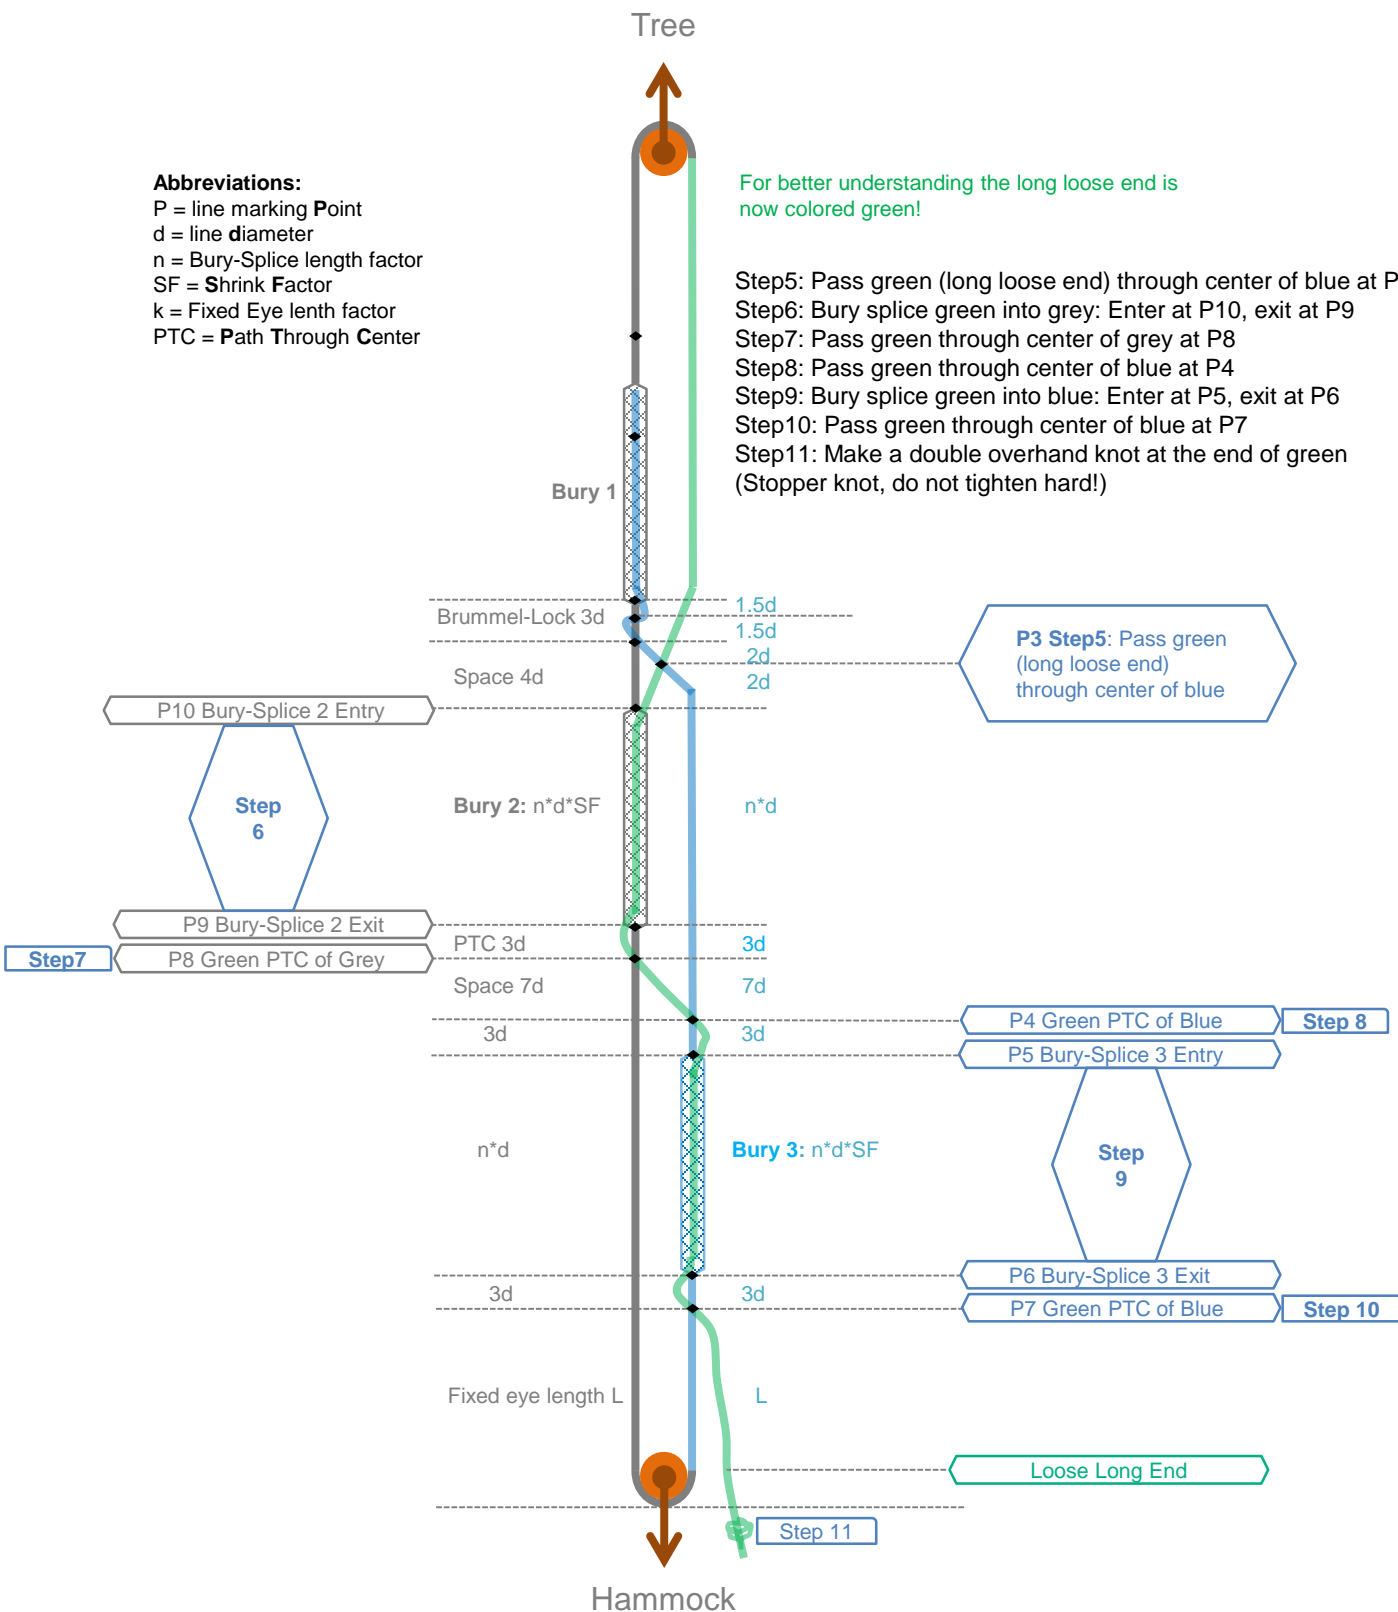 Tree
Abbreviations:
P = line marking Point
d = line diameter
n = Bury-Splice length factor
SF = Shrink Factor
k = Fixed Eye lenth factor
PTC = Path Through Center
For better understanding the long loose end is
now colored green!
Step5: Pass green (long loose end) through center of blue at P
Step6: Bury splice green into grey: Enter at P10, exit at P9
Step7: Pass green through center of grey at P8
Step8: Pass green through center of blue at P4
Step9: Bury splice green into blue: Enter at P5, exit at P6
Step10: Pass green through center of blue at P7
Step11: Make a double overhand knot at the end of green
(Stopper knot, do not tighten hard!)
Bury 1
1.5d
Brummel-Lock 3d
1.5d
2d
Space 4d
2d
P3 Step5: Pass green
(long loose end)
through center of blue
P10 Bury-Splice 2 Entry
Step
6
Bury 2: n*d*SF
n*d
P9 Bury-Splice 2 Exit
PTC 3d
3d
Step7
P8 Green PTC of Grey
Space 7d
7d
P4 Green PTC of Blue
Step 8
3d
3d
P5 Bury-Splice 3 Entry
n*d
Bury 3: n*d*SF
Step
9
P6 Bury-Splice 3 Exit
3d
3d
P7 Green PTC of Blue
Step 10
Fixed eye length L
L
Loose Long End
Step 11
Hammock